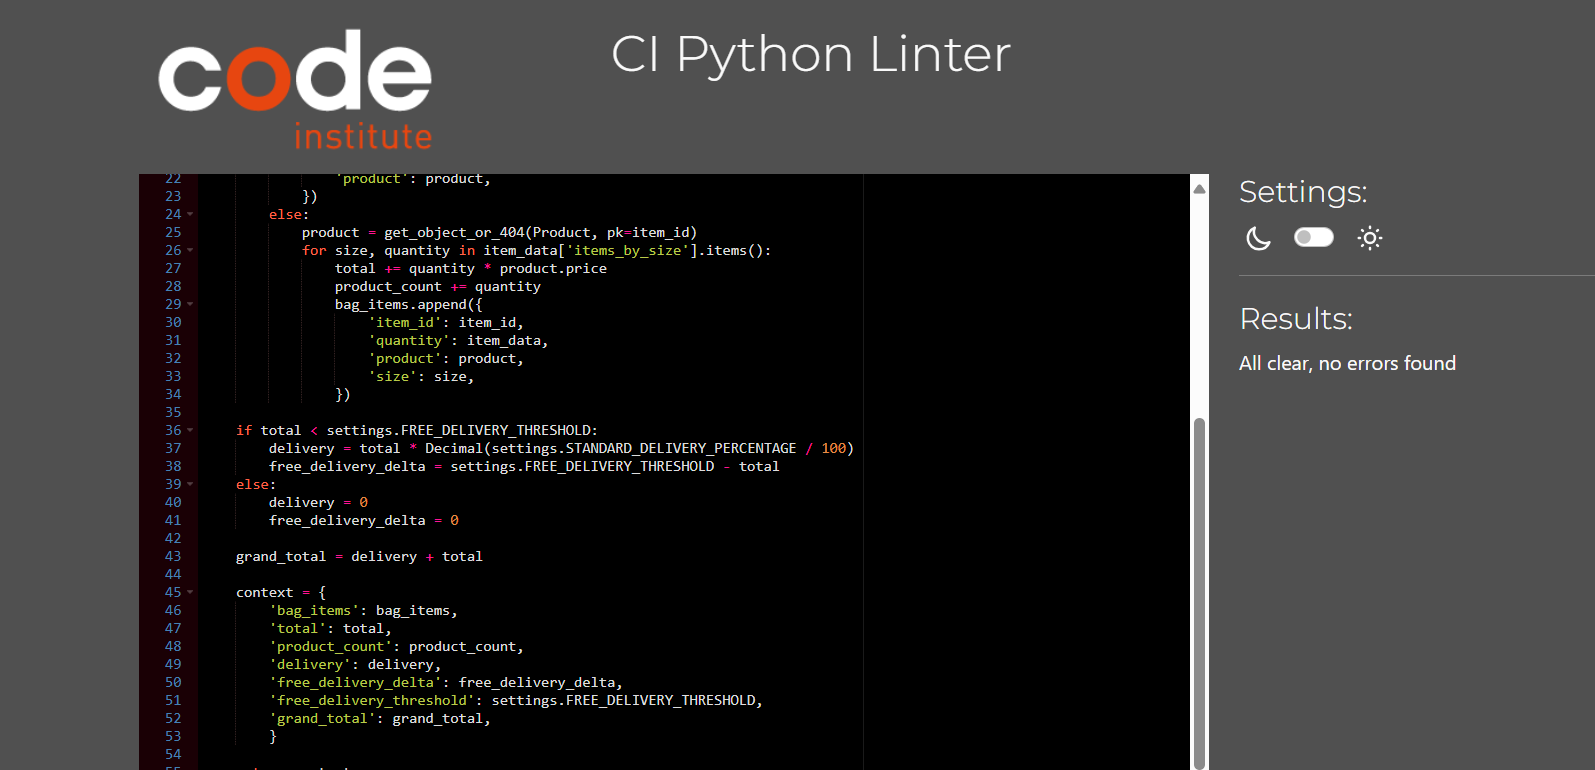 code
institute
CI Python Linter
22 'product': product,
23 })
24 else:
25 product = get_object_or_404(Product, pk=item_id)
26 for size, quantity in item_data['items_by_size'].items():
27 total += quantity * product.price
28 product_count += quantity
29 bag_items.append({
30 'item_id': item_id,
31 'quantity': item_data,
32 'product': product,
33 'size': size,
34 })
35
36 if total < settings.FREE_DELIVERY_THRESHOLD:
37 delivery = total * Decimal(settings.STANDARD_DELIVERY_PERCENTAGE / 100)
38 free_delivery_delta = settings.FREE_DELIVERY_THRESHOLD - total
39 else:
40 delivery = 0
41 free_delivery_delta = 0
42
43 grand_total = delivery + total
44
45 context = {
46 'bag_items': bag_items,
47 'total': total,
48 'product_count': product_count,
49 'delivery': delivery,
50 'free_delivery_delta': free_delivery_delta,
51 'free_delivery_threshold': settings.FREE_DELIVERY_THRESHOLD,
52 'grand_total': grand_total,
53 }
54
Settings:
Results:
All clear, no errors found